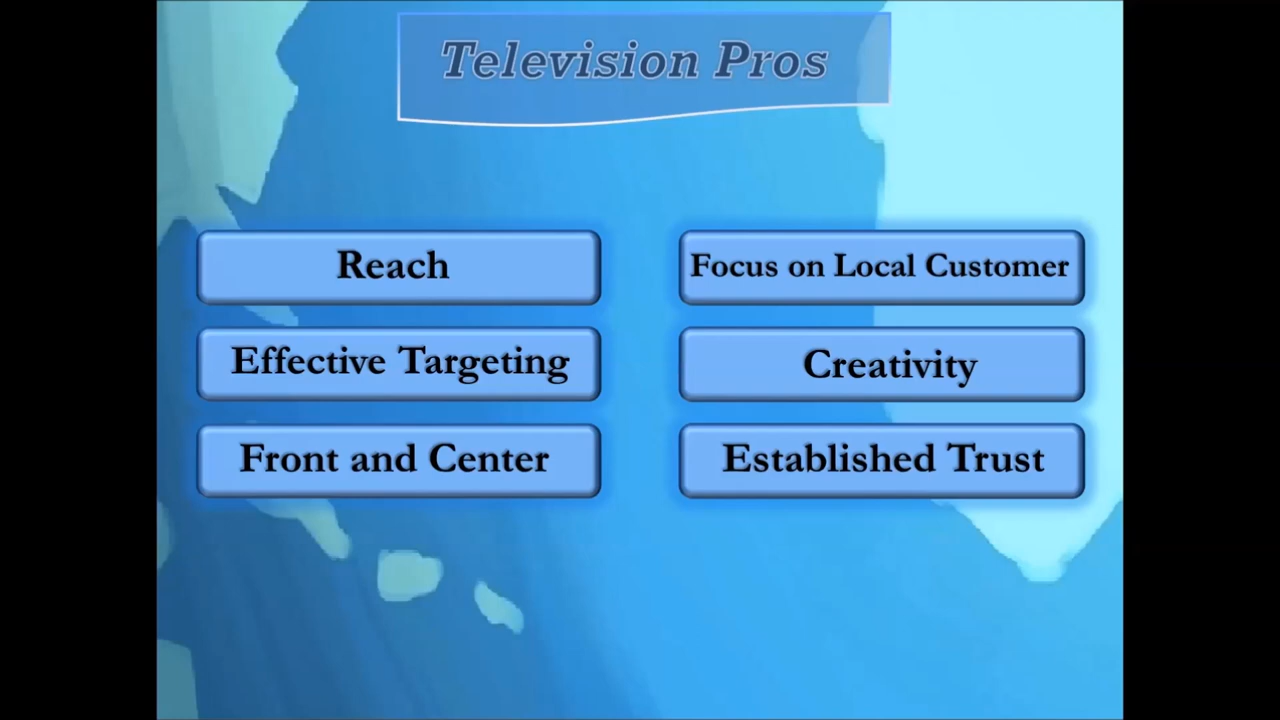 Television Pros
Reach
Effective Targeting
Front and Center
Focus on Local Customer
Creativity
Established Trust